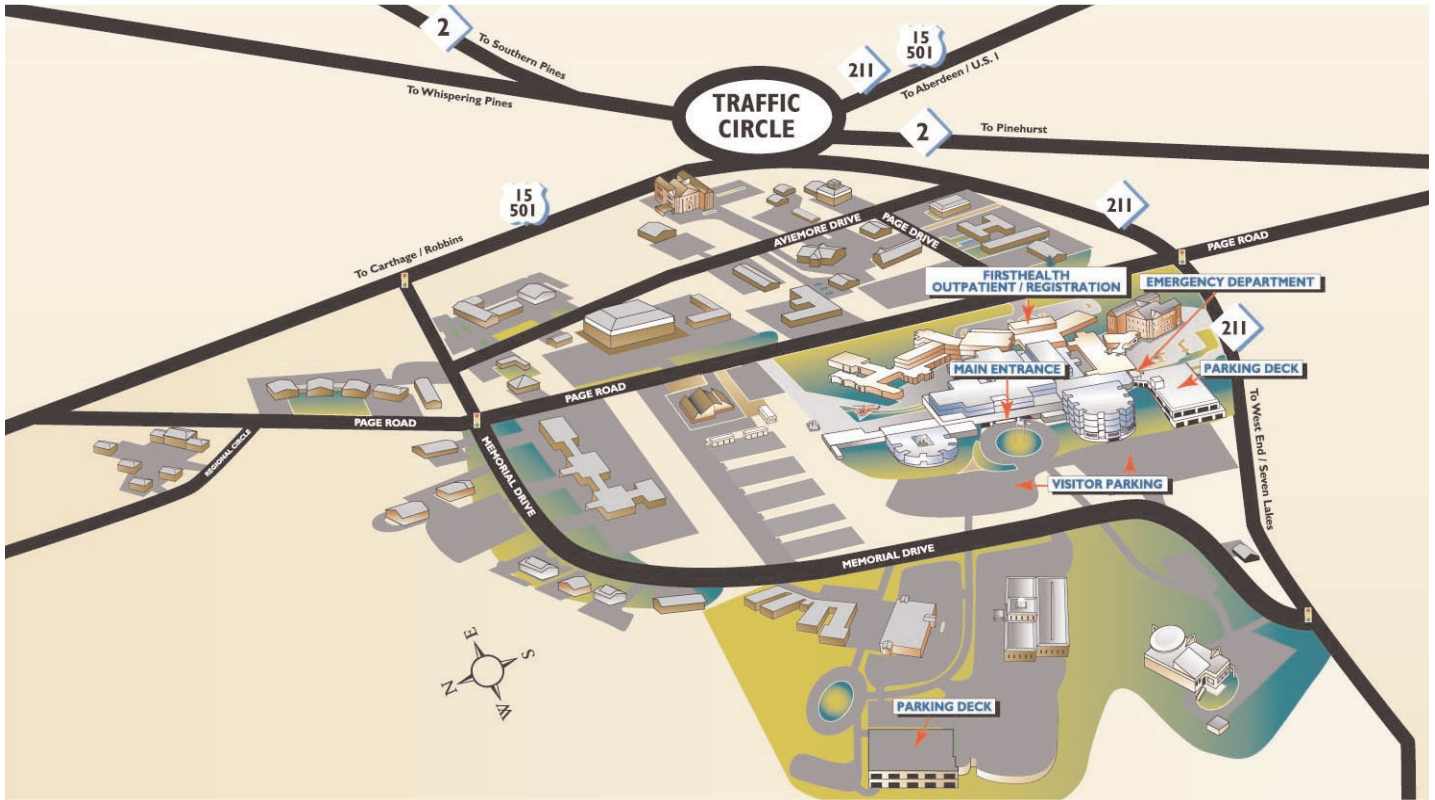 2
To Southern Pines
To Whispering Pines
TRAFFIC
CIRCLE
211
15
501
To Aberdeen / U.S. 1
2
To Pinehurst
15
501
To Carthage / Robbins
AVIEMORE DRIVE
PAGE DRIVE
211
PAGE ROAD
FIRSTHEALTH
OUTPATIENT / REGISTRATION
EMERGENCY DEPARTMENT
211
MAIN ENTRANCE
PARKING DECK
PAGE ROAD
PAGE ROAD
REGIONAL CIRCLE
MEMORIAL DRIVE
To West End / Seven Lakes
VISITOR PARKING
MEMORIAL DRIVE
E
S
N
W
PARKING DECK